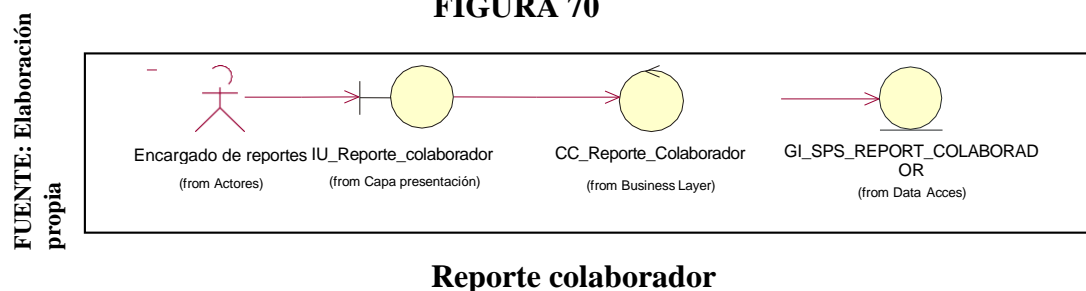 FIGURA 70
FUENTE: Elaboración
propia
Encargado de reportes
(from Actores)
IU_Reporte_colaborador
(from Capa presentación)
CC_Reporte_Colaborador
(from Business Layer)
GI_SPS_REPORT_COLABORAD
OR
(from Data Acces)
Reporte colaborador